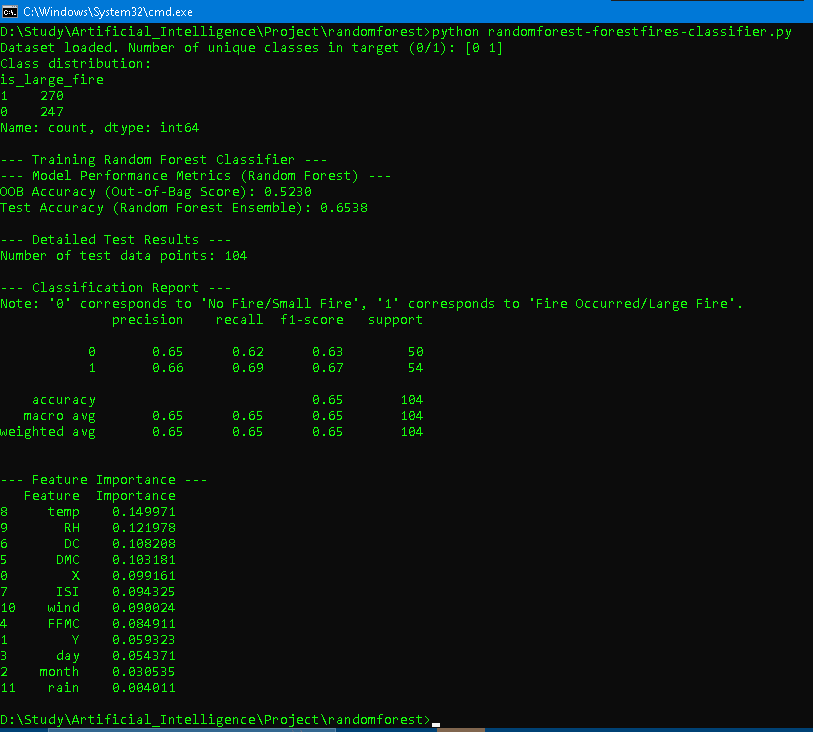 C:\Windows\System32\cmd.exe
D:\Study\Artificial_Intelligence\Project\randomforest>python randomforest-forestfires-classifier.py
Dataset loaded. Number of unique classes in target (0/1): [0 1]
Class distribution:
is_large_fire
1    270
0    247
Name: count, dtype: int64
--- Training Random Forest Classifier ---
--- Model Performance Metrics (Random Forest) ---
OOB Accuracy (Out-of-Bag Score): 0.5230
Test Accuracy (Random Forest Ensemble): 0.6538
--- Detailed Test Results ---
Number of test data points: 104
--- Classification Report ---
Note: '0' corresponds to 'No Fire/Small Fire', '1' corresponds to 'Fire Occurred/Large Fire'.
              precision    recall  f1-score   support
           0       0.65      0.62      0.63        50
           1       0.66      0.69      0.67        54
    accuracy                           0.65       104
   macro avg       0.65      0.65      0.65       104
weighted avg       0.65      0.65      0.65       104
--- Feature Importance ---
   Feature  Importance
8     temp    0.149971
9       RH    0.121978
6       DC    0.108208
5      DMC    0.103181
0        X    0.099161
7      ISI    0.094325
10    wind    0.090024
4     FFMC    0.084911
1        Y    0.059323
3      day    0.054371
2    month    0.030535
11    rain    0.004011
D:\Study\Artificial_Intelligence\Project\randomforest>